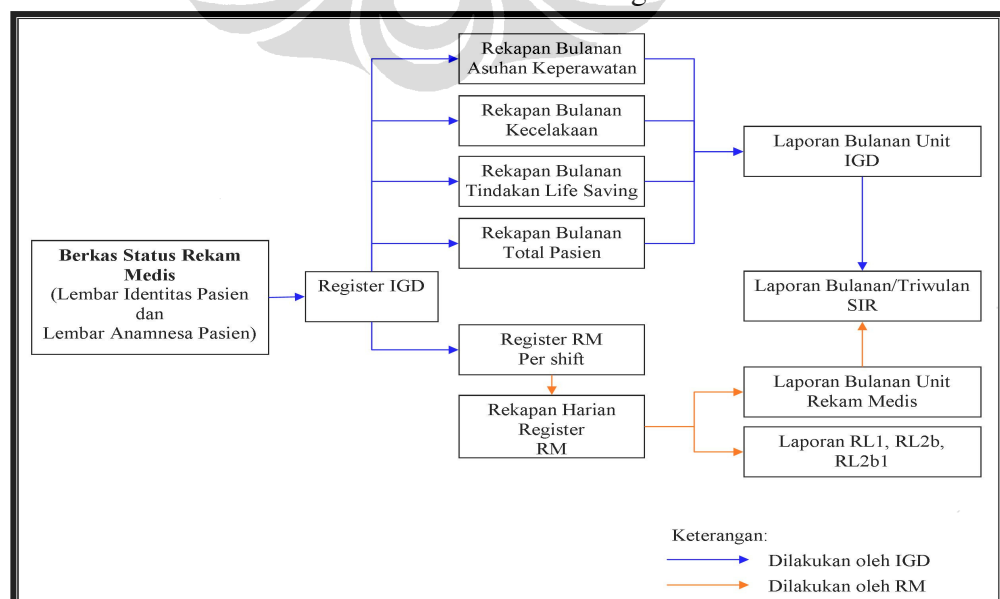 Rekapan Bulanan
Asuhan Keperawatan
Rekapan Bulanan
Kecelakaan
Rekapan Bulanan
Tindakan Life Saving
Rekapan Bulanan
Total Pasien
Laporan Bulanan Unit
IGD
Berkas Status Rekam
Medis
(Lembar Identitas Pasien
dan
Lembar Anamnesa Pasien)
Register IGD
Laporan Bulanan/Triwulan
SIR
Register RM
Per shift
Rekapan Harian
Register
RM
Laporan Bulanan Unit
Rekam Medis
Laporan RL1, RL2b,
RL2b1
Keterangan:
Dilakukan oleh IGD
Dilakukan oleh RM